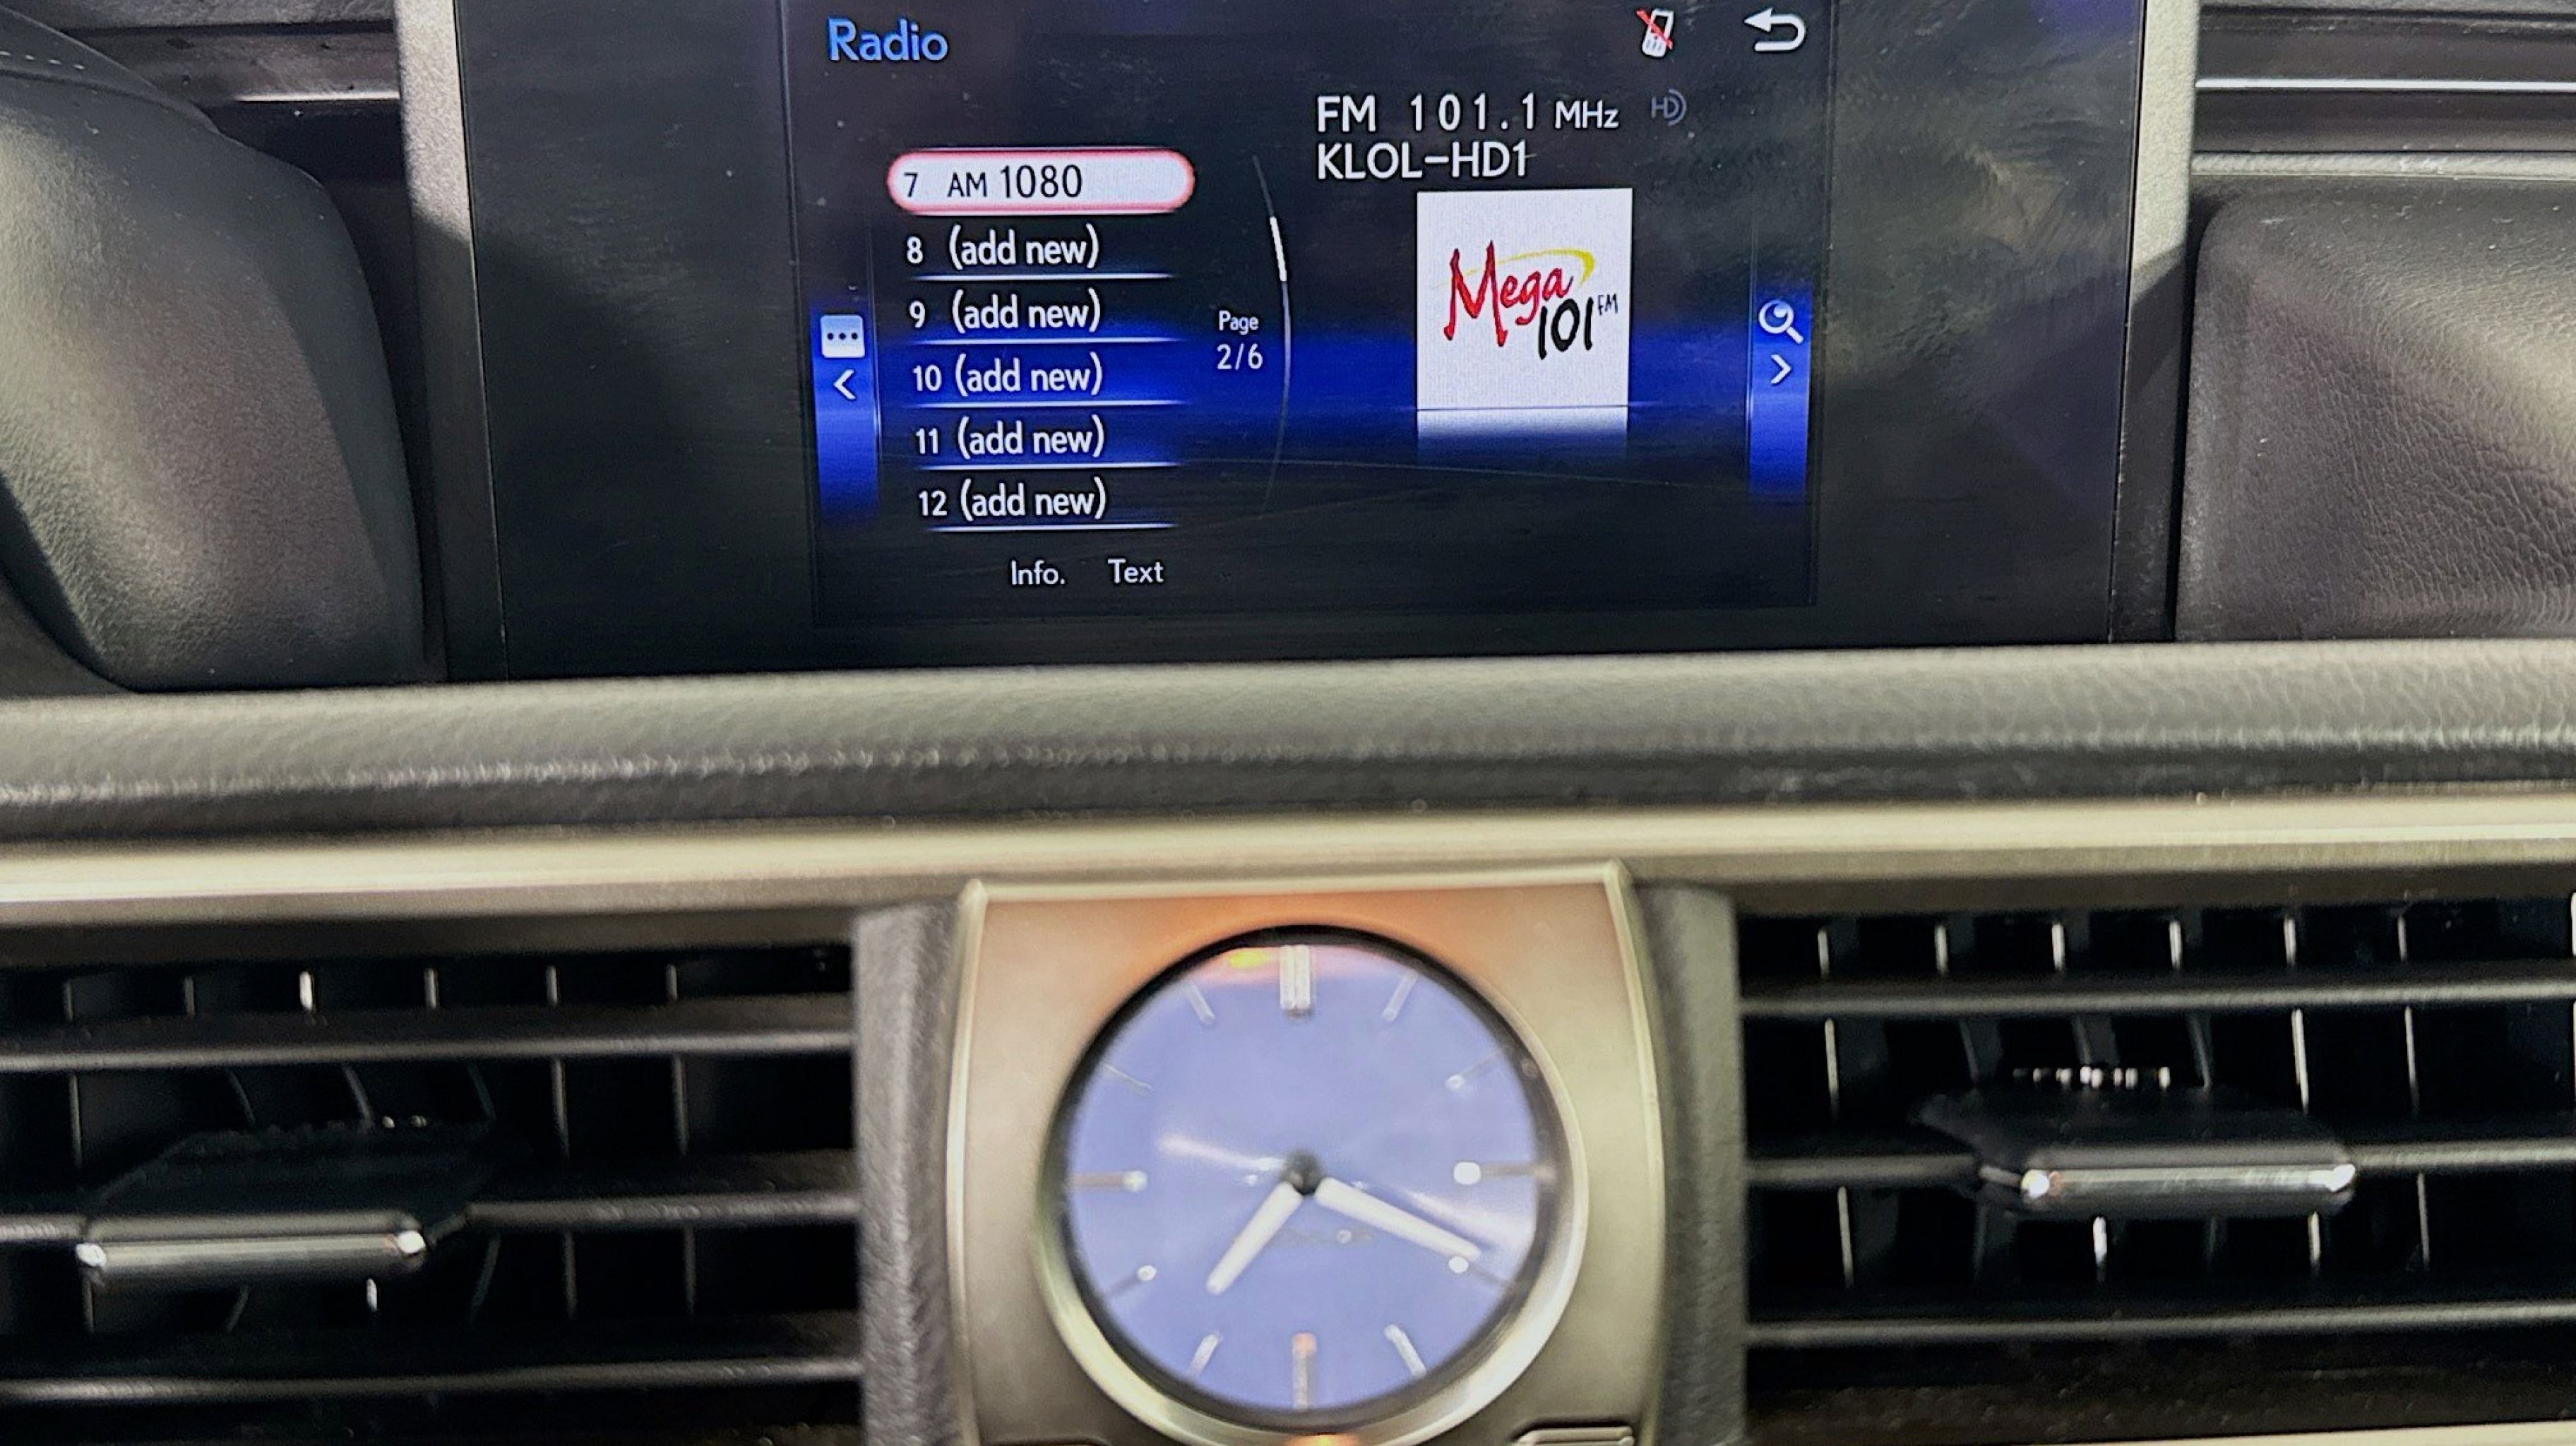 Radio
FM 101.1 MHz HD
KLOL-HD1
7 AM 1080
8 (add new)
9 (add new)
10 (add new)
11 (add new)
12 (add new)
Page
2/6
Mega
101 FM
Info. Text